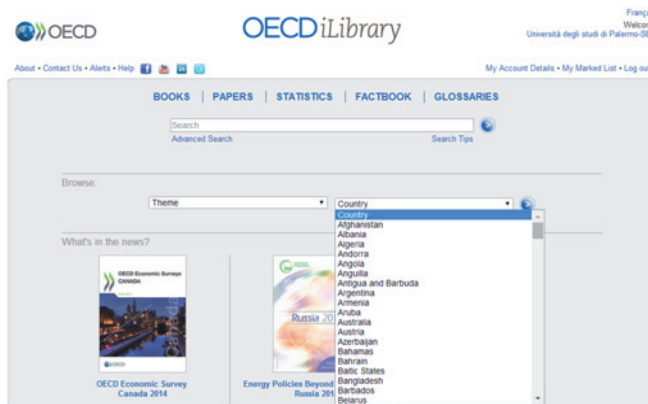 França
OECD
OECD iLibrary
Welcom
Università degli studi di Palermo-SE
About • Contact Us • Alerts • Help
My Account Details • My Marked List • Log out
BOOKS | PAPERS | STATISTICS | FACTBOOK | GLOSSARIES
Search
Advanced Search
Search Tips
Browse:
Theme
Country
Country
Afghanistan
Albania
Algeria
Andorra
Angola
Anguilla
Antigua and Barbuda
Argentina
Armenia
Aruba
Australia
Austria
Azerbaijan
Bahamas
Bahrain
Baltic States
Bangladesh
Barbados
Belarus
What's in the news?
OECD Economic Surveys
CANADA
Canada
OECD
OECD Economic Survey
Canada 2014
Russia 20
Energy Policies Beyond
Russia 201